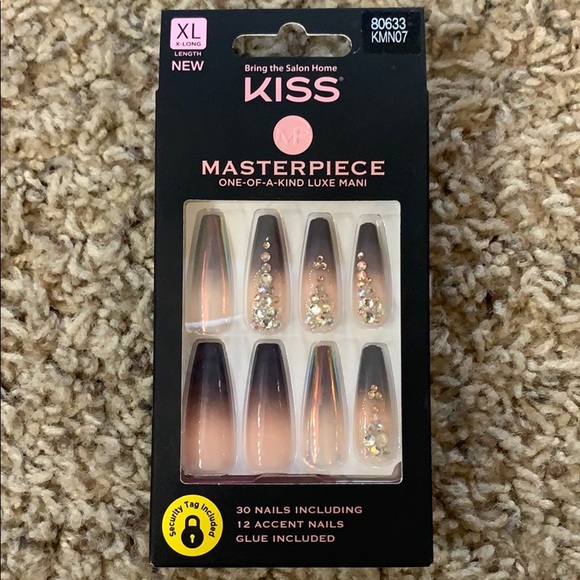 XL
X-LONG
LENGTH
NEW
80633
KMN07
Bring the Salon Home
KISS
MP
MASTERPIECE
ONE-OF-A-KIND LUXE MANI
Security Tag Included
30 NAILS INCLUDING
12 ACCENT NAILS
GLUE INCLUDED